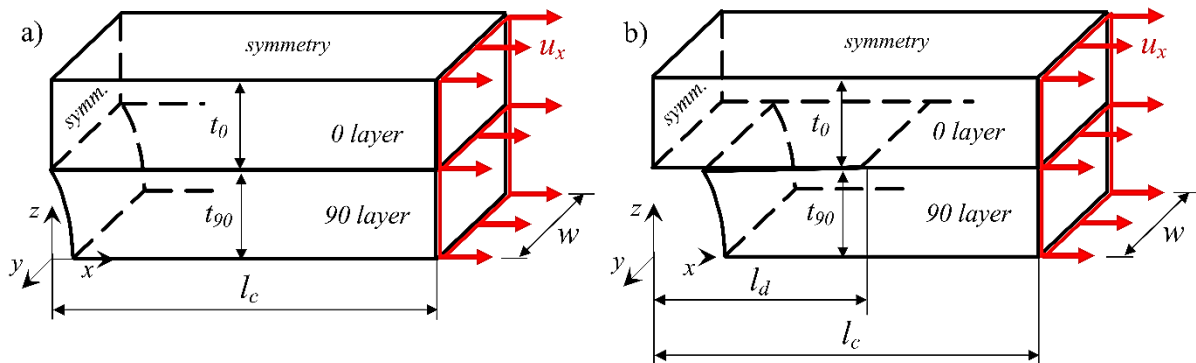 a)
symmetry
u_x
symm.
t_0
0 layer
t_90
90 layer
z
y
x
w
l_c
b)
symmetry
u_x
symm.
t_0
0 layer
t_90
90 layer
z
y
x
w
l_d
l_c